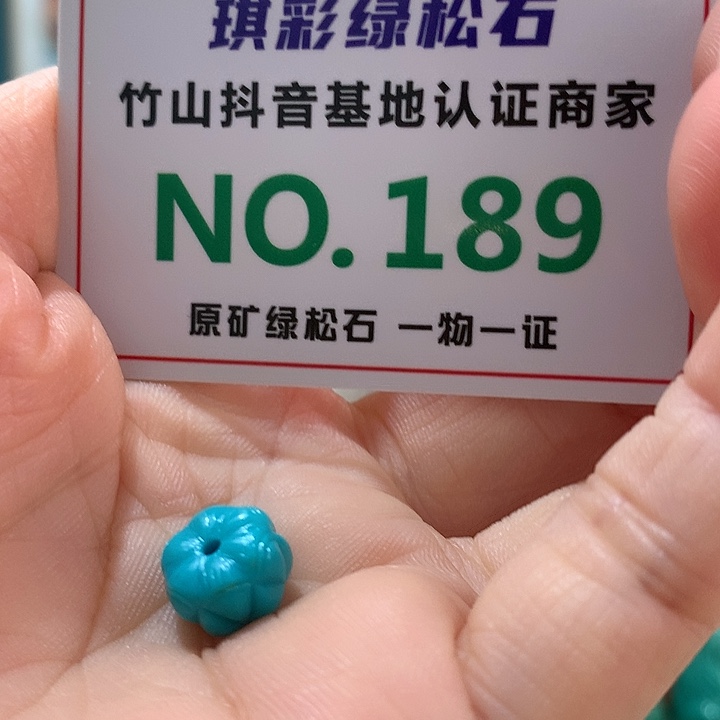 琪彩绿松石
竹山抖音基地认证商家
NO.189
原矿绿松石 一物一证